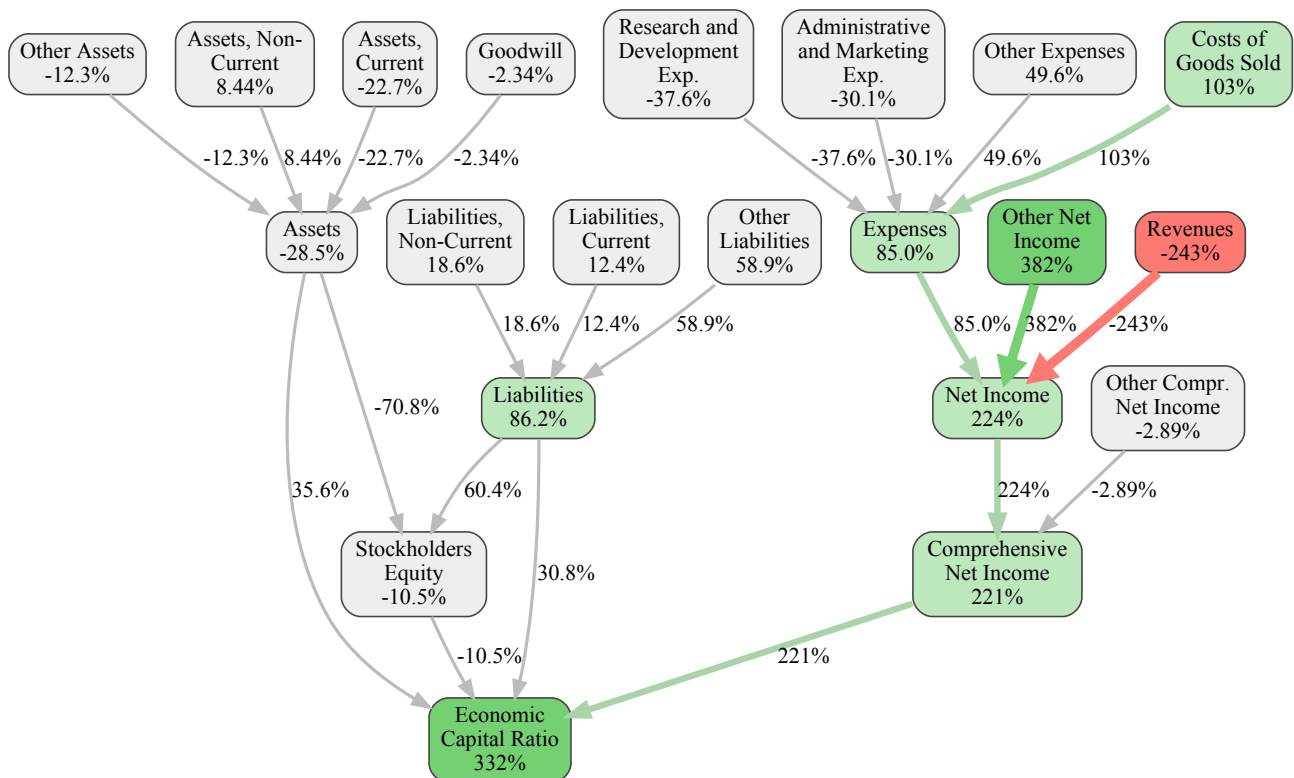 Other Assets
-12.3%
Assets, Non-
Current
8.44%
Assets,
Current
-22.7%
Goodwill
-2.34%
Research and
Development
Exp.
-37.6%
Administrative
and Marketing
Exp.
-30.1%
Other Expenses
49.6%
Costs of
Goods Sold
103%
-12.3%
8.44%
-22.7%
-2.34%
-37.6%
-30.1%
49.6%
103%
Assets
-28.5%
Liabilities,
Non-Current
18.6%
Liabilities,
Current
12.4%
Other
Liabilities
58.9%
Expenses
85.0%
Other Net
Income
382%
Revenues
-243%
18.6%
12.4%
58.9%
85.0%
382%
-243%
Liabilities
86.2%
Net Income
224%
Other Compr.
Net Income
-2.89%
-70.8%
35.6%
60.4%
224%
-2.89%
Stockholders
Equity
-10.5%
30.8%
Comprehensive
Net Income
221%
-10.5%
221%
Economic
Capital Ratio
332%